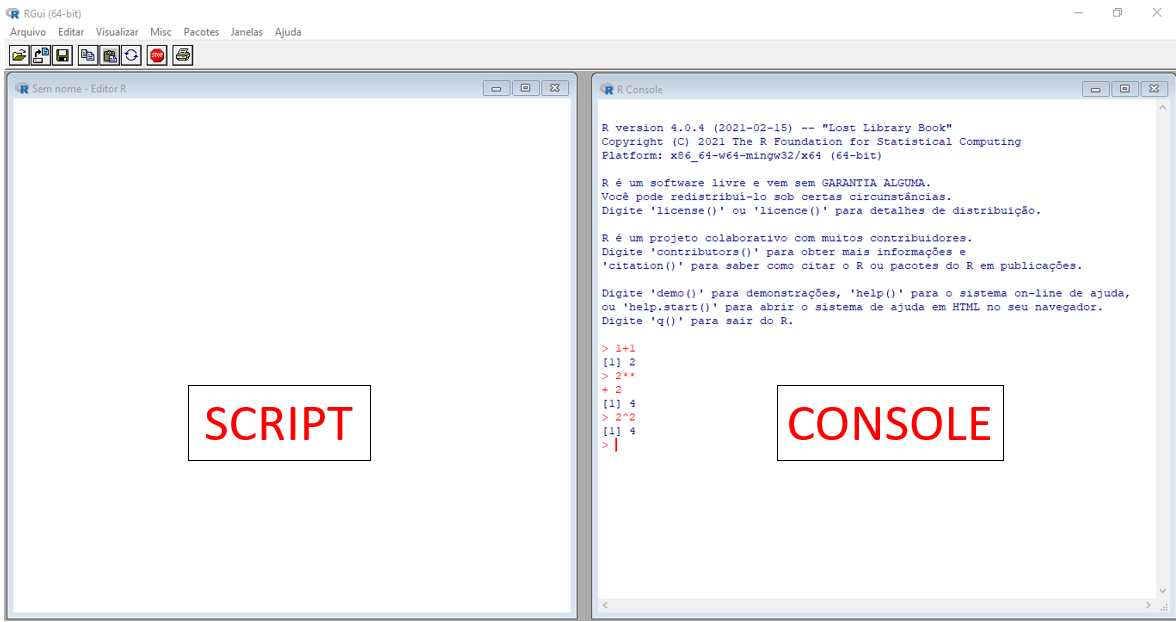 RGui (64-bit)
Arquivo Editar Visualizar Misc Pacotes Janelas Ajuda
STOP
Sem nome - Editor R
SCRIPT
R Console
R version 4.0.4 (2021-02-15) -- "Lost Library Book"
Copyright (C) 2021 The R Foundation for Statistical Computing
Platform: x86_64-w64-mingw32/x64 (64-bit)
R é um software livre e vem sem GARANTIA ALGUMA.
Você pode redistribuí-lo sob certas circunstâncias.
Digite 'license()' ou 'licence()' para detalhes de distribuição.
R é um projeto colaborativo com muitos contribuidores.
Digite 'contributors()' para obter mais informações e
'citation()' para saber como citar o R ou pacotes do R em publicações.
Digite 'demo()' para demonstrações, 'help()' para o sistema on-line de ajuda,
ou 'help.start()' para abrir o sistema de ajuda em HTML no seu navegador.
Digite 'q()' para sair do R.
> 1+1
[1] 2
> 2**
+ 2
[1] 4
> 2^2
[1] 4
>
CONSOLE